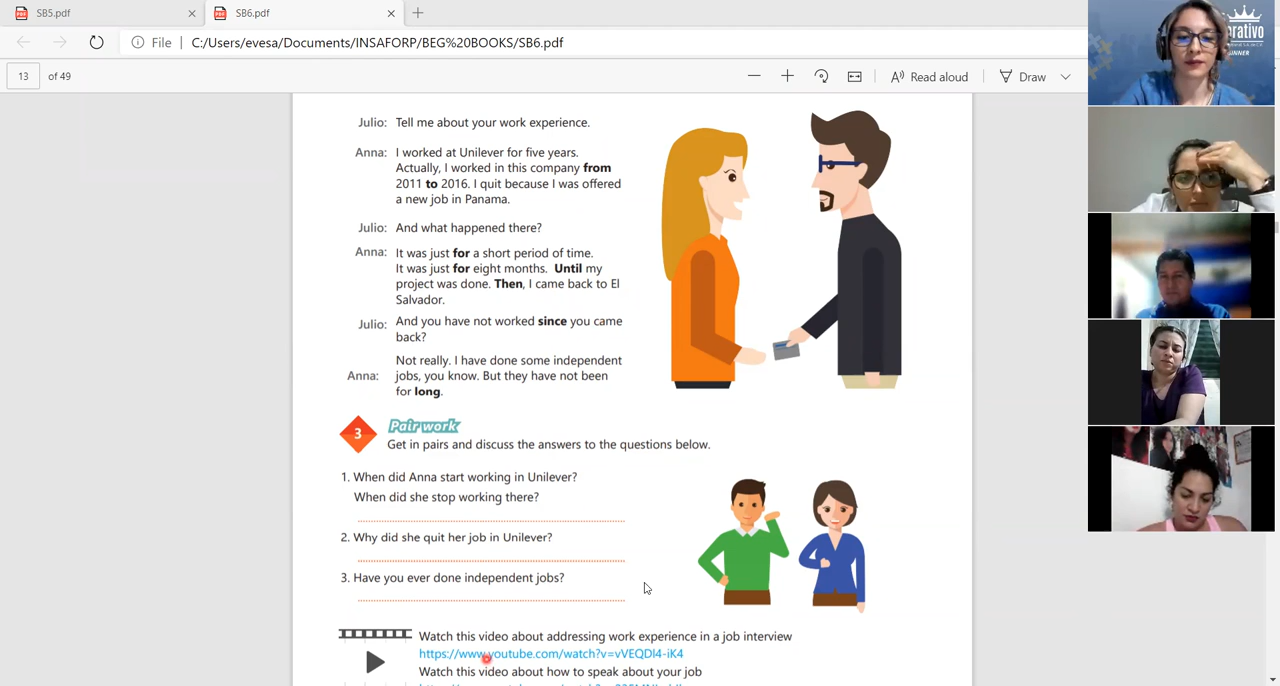 SB5.pdf
SB6.pdf
File
C:/Users/evesa/Documents/INSAFORP/BEG%20BOOKS/SB6.pdf
13 of 49
Read aloud
Draw
Julio: Tell me about your work experience.
Anna: I worked at Unilever for five years.
Actually, I worked in this company from
2011 to 2016. I quit because I was offered
a new job in Panama.
Julio: And what happened there?
Anna: It was just for a short period of time.
It was just for eight months. Until my
project was done. Then, I came back to El
Salvador.
Julio: And you have not worked since you came
back?
Not really. I have done some independent
Anna: jobs, you know. But they have not been
for long.
3
Pair work
Get in pairs and discuss the answers to the questions below.
1. When did Anna start working in Unilever?
When did she stop working there?
2. Why did she quit her job in Unilever?
3. Have you ever done independent jobs?
Watch this video about addressing work experience in a job interview
https://www.youtube.com/watch?v=vVEQDl4-iK4
Watch this video about how to speak about your job